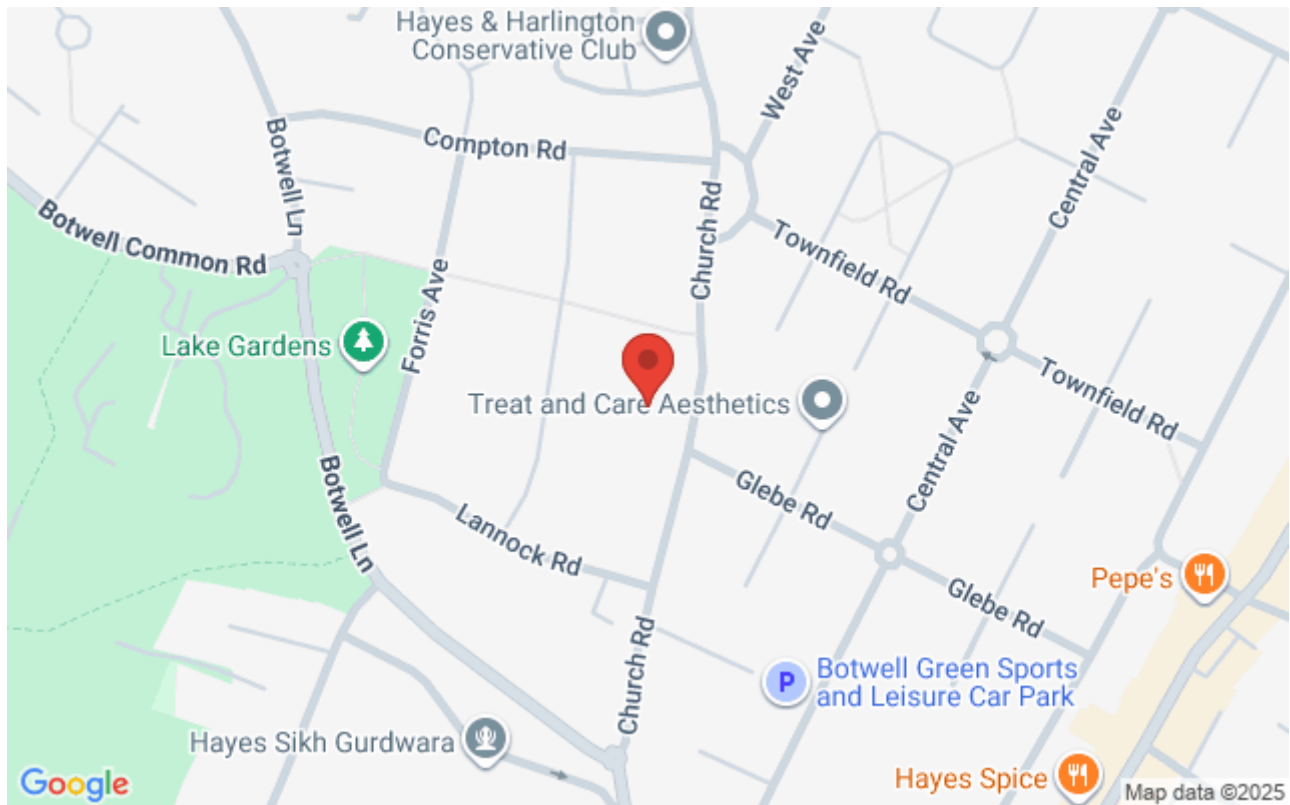 Hayes & Harlington
Conservative Club
West Ave
Compton Rd
Botwell Ln
Central Ave
Botwell Common Rd
Church Rd
Townfield Rd
Forris Ave
Lake Gardens
Townfield Rd
Treat and Care Aesthetics
Central Ave
Botwell Ln
Glebe Rd
Lannock Rd
Pepe's
Glebe Rd
Church Rd
P
Botwell Green Sports
and Leisure Car Park
Hayes Sikh Gurdwara
Hayes Spice
Google
Map data ©2025